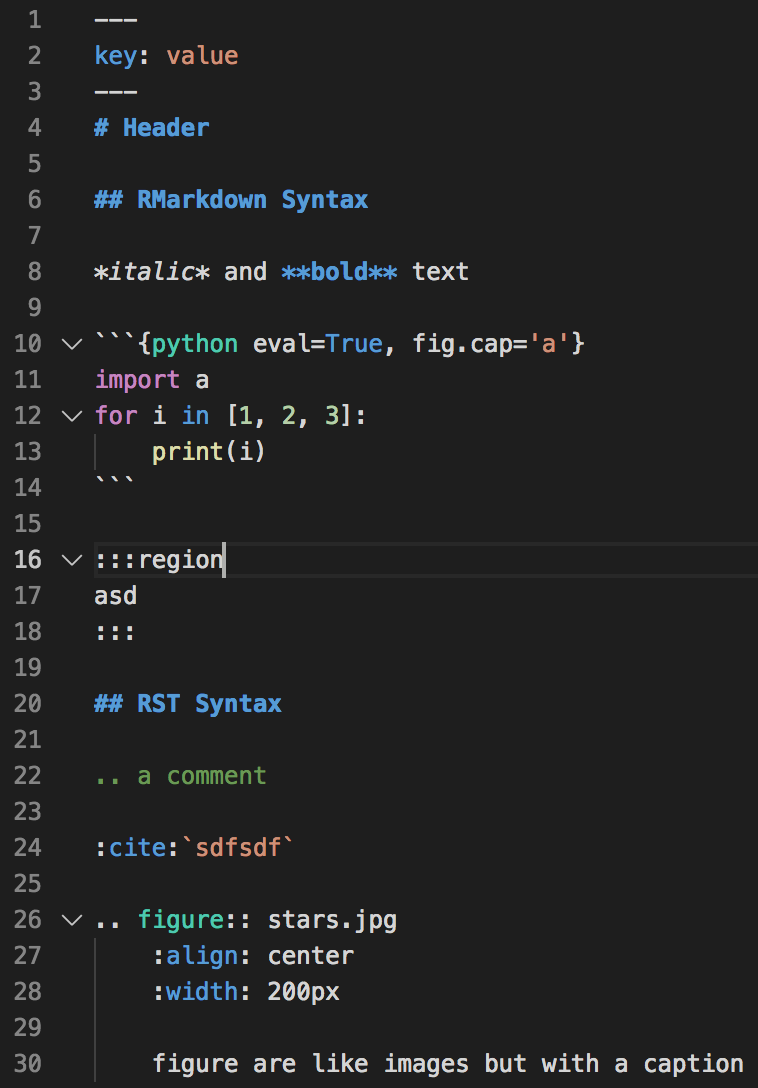 1 ---
2 key: value
3 ---
4 # Header
5
6 ## RMarkdown Syntax
7
8 *italic* and **bold** text
9
10 ```{python eval=True, fig.cap='a'}
11 import a
12 for i in [1, 2, 3]:
13     print(i)
14 ```
15
16 :::region
17 asd
18 :::
19
20 ## RST Syntax
21
22 .. a comment
23
24 :cite:`sdfsdf`
25
26 .. figure:: stars.jpg
27     :align: center
28     :width: 200px
29
30     figure are like images but with a caption